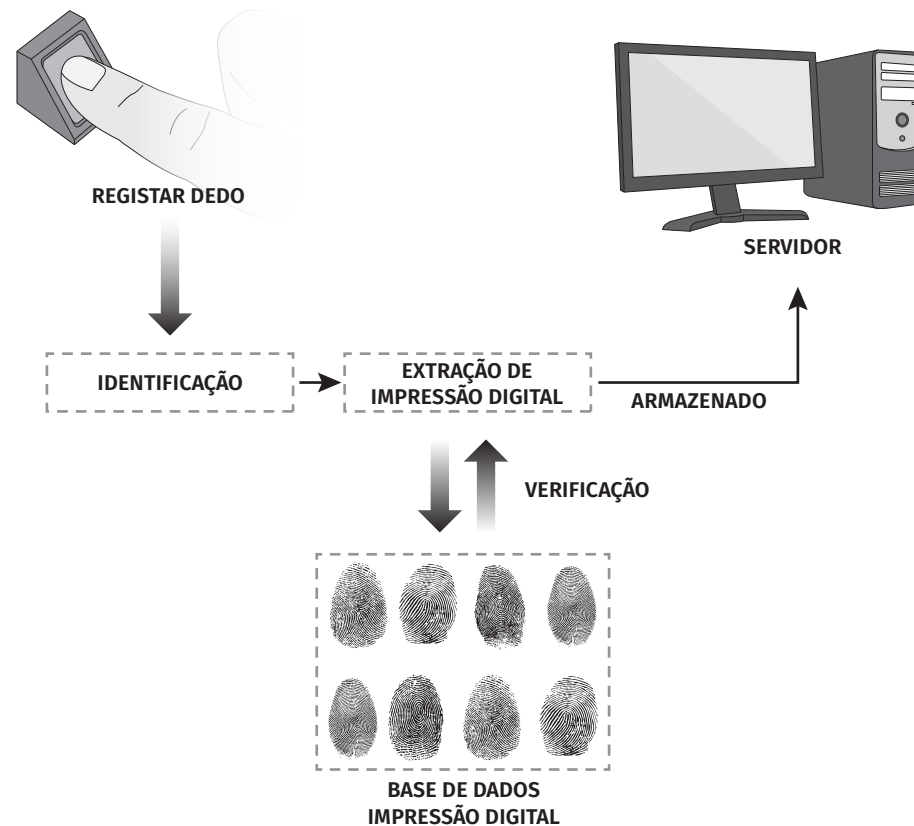 REGISTAR DEDO
SERVIDOR
IDENTIFICAÇÃO
EXTRAÇÃO DE
IMPRESSÃO DIGITAL
ARMAZENADO
VERIFICAÇÃO
BASE DE DADOS
IMPRESSÃO DIGITAL